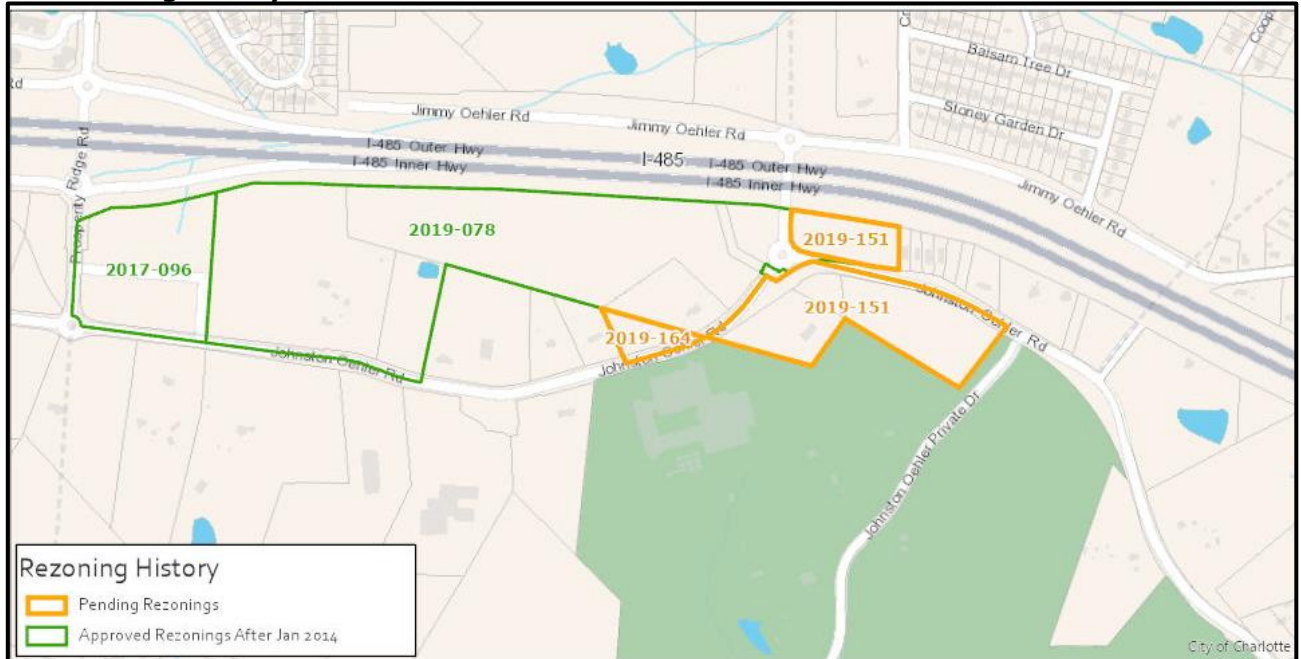 Rd
Prosperity Ridge Rd
Jimmy Oehler Rd
Jimmy Oehler Rd
Balsam Tree Dr
Stoney Garden Dr
I-485 Outer Hwy
I-485
I-485 Outer Hwy
I-485 Inner Hwy
I-485 Inner Hwy
Jimmy Oehler Rd
2019-078
2019-151
2017-096
2019-151
Johnston Oehler Rd
2019-164
Johnston Oehler Rd
Johnston Oehler Rd
Johnston Oehler Private Dr
Rezoning History
Pending Rezonings
Approved Rezonings After Jan 2014
City of Charlotte